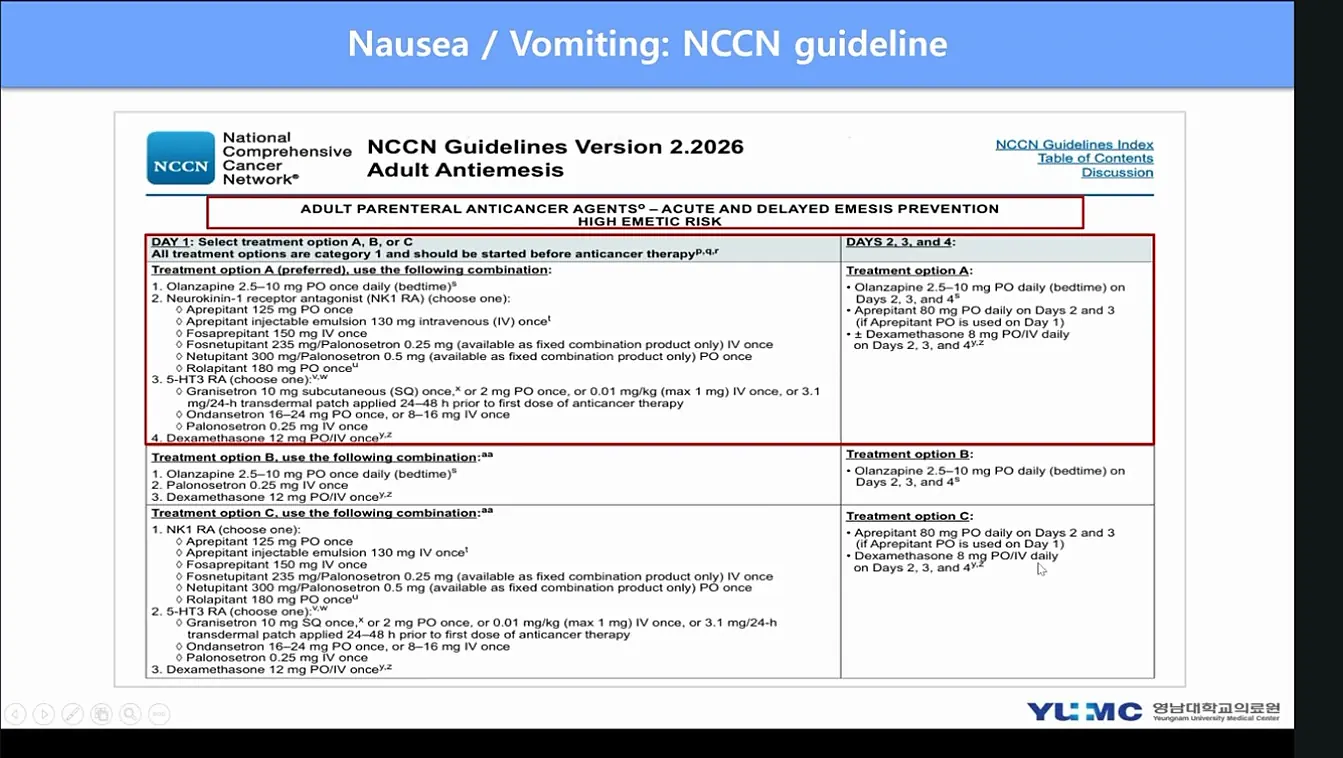 Nausea / Vomiting: NCCN guideline
NCCN
National
Comprehensive
Cancer
Network®
NCCN Guidelines Version 2.2026
Adult Antiemesis
NCCN Guidelines Index
Table of Contents
Discussion
ADULT PARENTERAL ANTICANCER AGENTSᵒ – ACUTE AND DELAYED EMESIS PREVENTION
HIGH EMETIC RISK
DAY 1: Select treatment option A, B, or C
All treatment options are category 1 and should be started before anticancer therapyp,q,r
Treatment option A (preferred), use the following combination:
1. Olanzapine 2.5–10 mg PO once daily (bedtime)s
2. Neurokinin-1 receptor antagonist (NK1 RA) (choose one):
◊ Aprepitant 125 mg PO once
◊ Aprepitant injectable emulsion 130 mg intravenous (IV) oncet
◊ Fosaprepitant 150 mg IV once
◊ Fosnetupitant 235 mg/Palonosetron 0.25 mg (available as fixed combination product only) IV once
◊ Netupitant 300 mg/Palonosetron 0.5 mg (available as fixed combination product only) PO once
◊ Rolapitant 180 mg PO onceu
3. 5-HT3 RA (choose one):v,w
◊ Granisetron 10 mg subcutaneous (SQ) once,x or 2 mg PO once, or 0.01 mg/kg (max 1 mg) IV once, or 3.1
mg/24-h transdermal patch applied 24–48 h prior to first dose of anticancer therapy
◊ Ondansetron 16–24 mg PO once, or 8–16 mg IV once
◊ Palonosetron 0.25 mg IV once
4. Dexamethasone 12 mg PO/IV oncey,z
DAYS 2, 3, and 4:
Treatment option A:
• Olanzapine 2.5–10 mg PO daily (bedtime) on
Days 2, 3, and 4s
• Aprepitant 80 mg PO daily on Days 2 and 3
(if Aprepitant PO is used on Day 1)
• ± Dexamethasone 8 mg PO/IV daily
on Days 2, 3, and 4y,z
Treatment option B, use the following combination:aa
1. Olanzapine 2.5–10 mg PO once daily (bedtime)s
2. Palonosetron 0.25 mg IV once
3. Dexamethasone 12 mg PO/IV oncey,z
Treatment option B:
• Olanzapine 2.5–10 mg PO daily (bedtime) on
Days 2, 3, and 4s
Treatment option C, use the following combination:aa
1. NK1 RA (choose one):
◊ Aprepitant 125 mg PO once
◊ Aprepitant injectable emulsion 130 mg IV oncet
◊ Fosaprepitant 150 mg IV once
◊ Fosnetupitant 235 mg/Palonosetron 0.25 mg (available as fixed combination product only) IV once
◊ Netupitant 300 mg/Palonosetron 0.5 mg (available as fixed combination product only) PO once
◊ Rolapitant 180 mg PO onceu
2. 5-HT3 RA (choose one):v,w
◊ Granisetron 10 mg SQ once,x or 2 mg PO once, or 0.01 mg/kg (max 1 mg) IV once, or 3.1 mg/24-h
transdermal patch applied 24–48 h prior to first dose of anticancer therapy
◊ Ondansetron 16–24 mg PO once, or 8–16 mg IV once
◊ Palonosetron 0.25 mg IV once
3. Dexamethasone 12 mg PO/IV oncey,z
Treatment option C:
• Aprepitant 80 mg PO daily on Days 2 and 3
(if Aprepitant PO is used on Day 1)
• Dexamethasone 8 mg PO/IV daily
on Days 2, 3, and 4y,z
YUMC 영남대학교의료원
Yeungnam University Medical Center